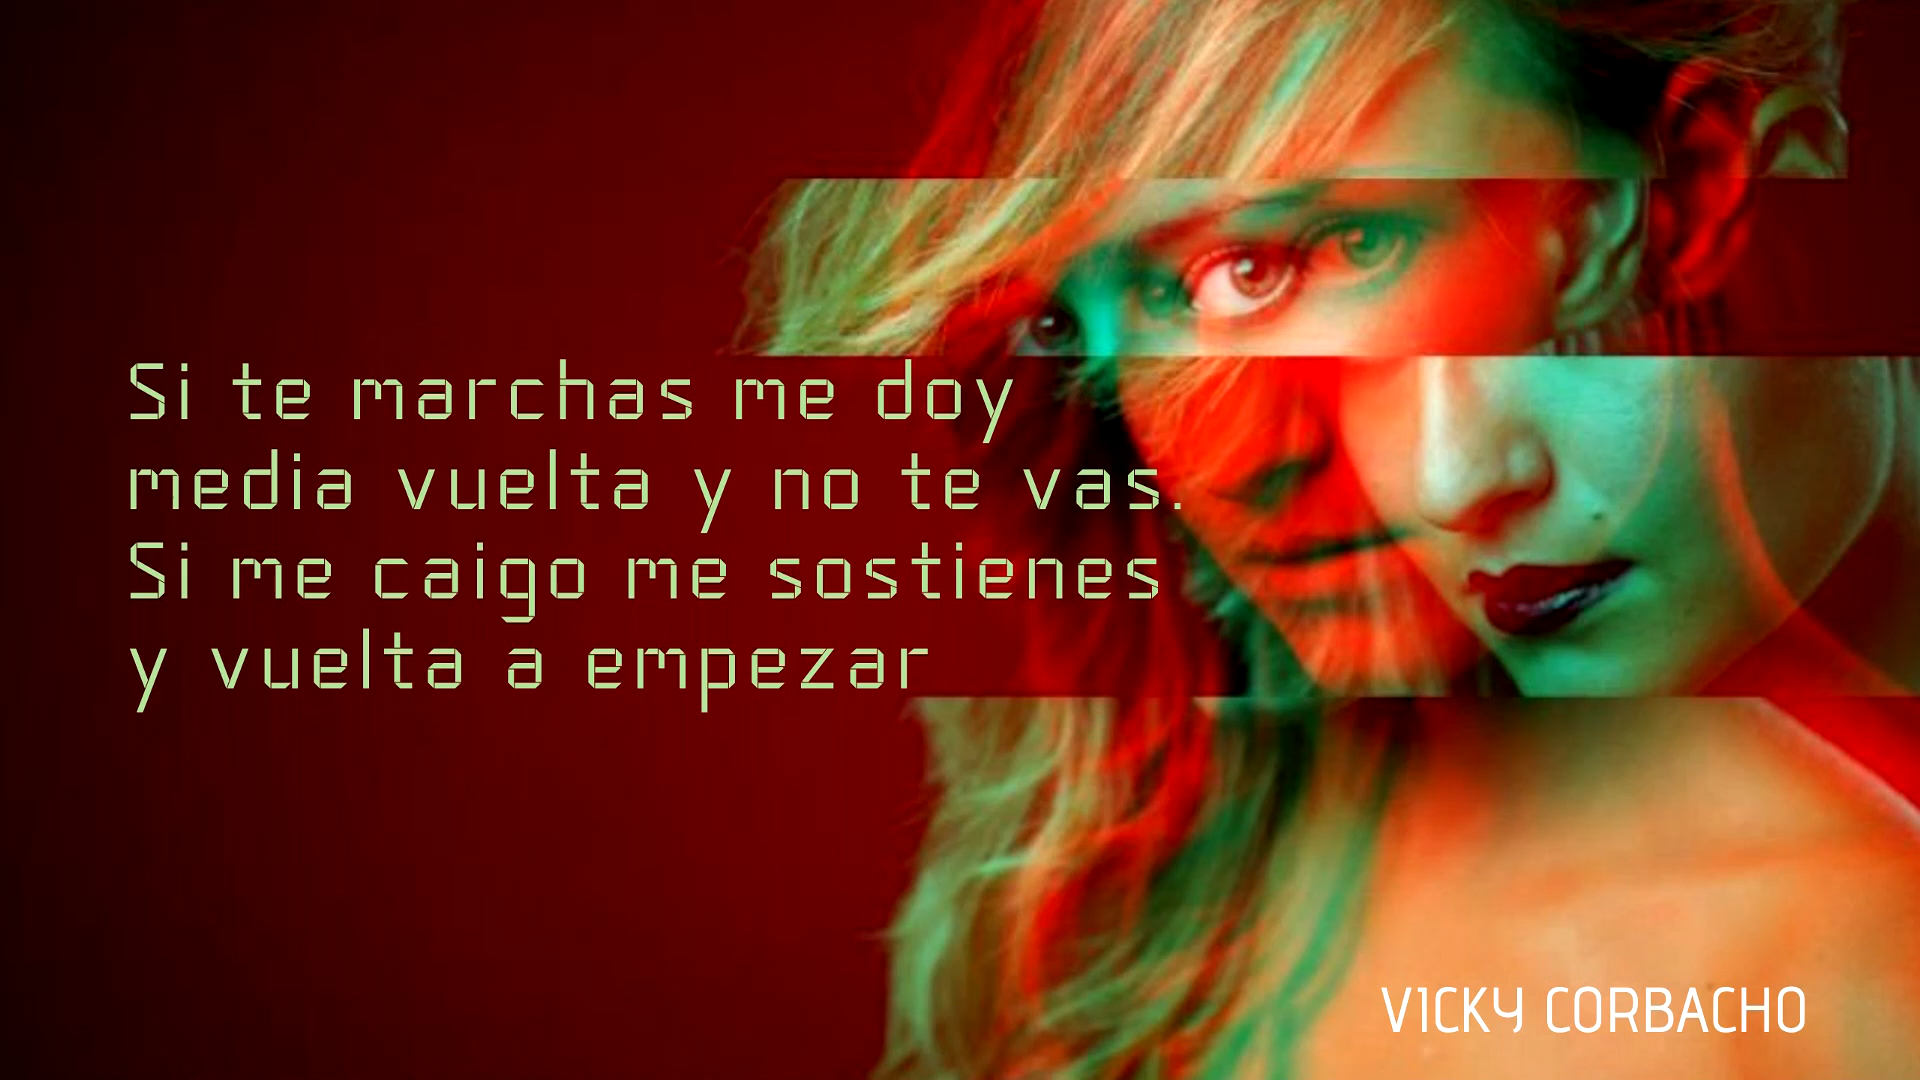 Si te marchas me doy
media vuelta y no te vas.
Si me caigo me sostienes
y vuelta a empezar
VICKY CORBACHO